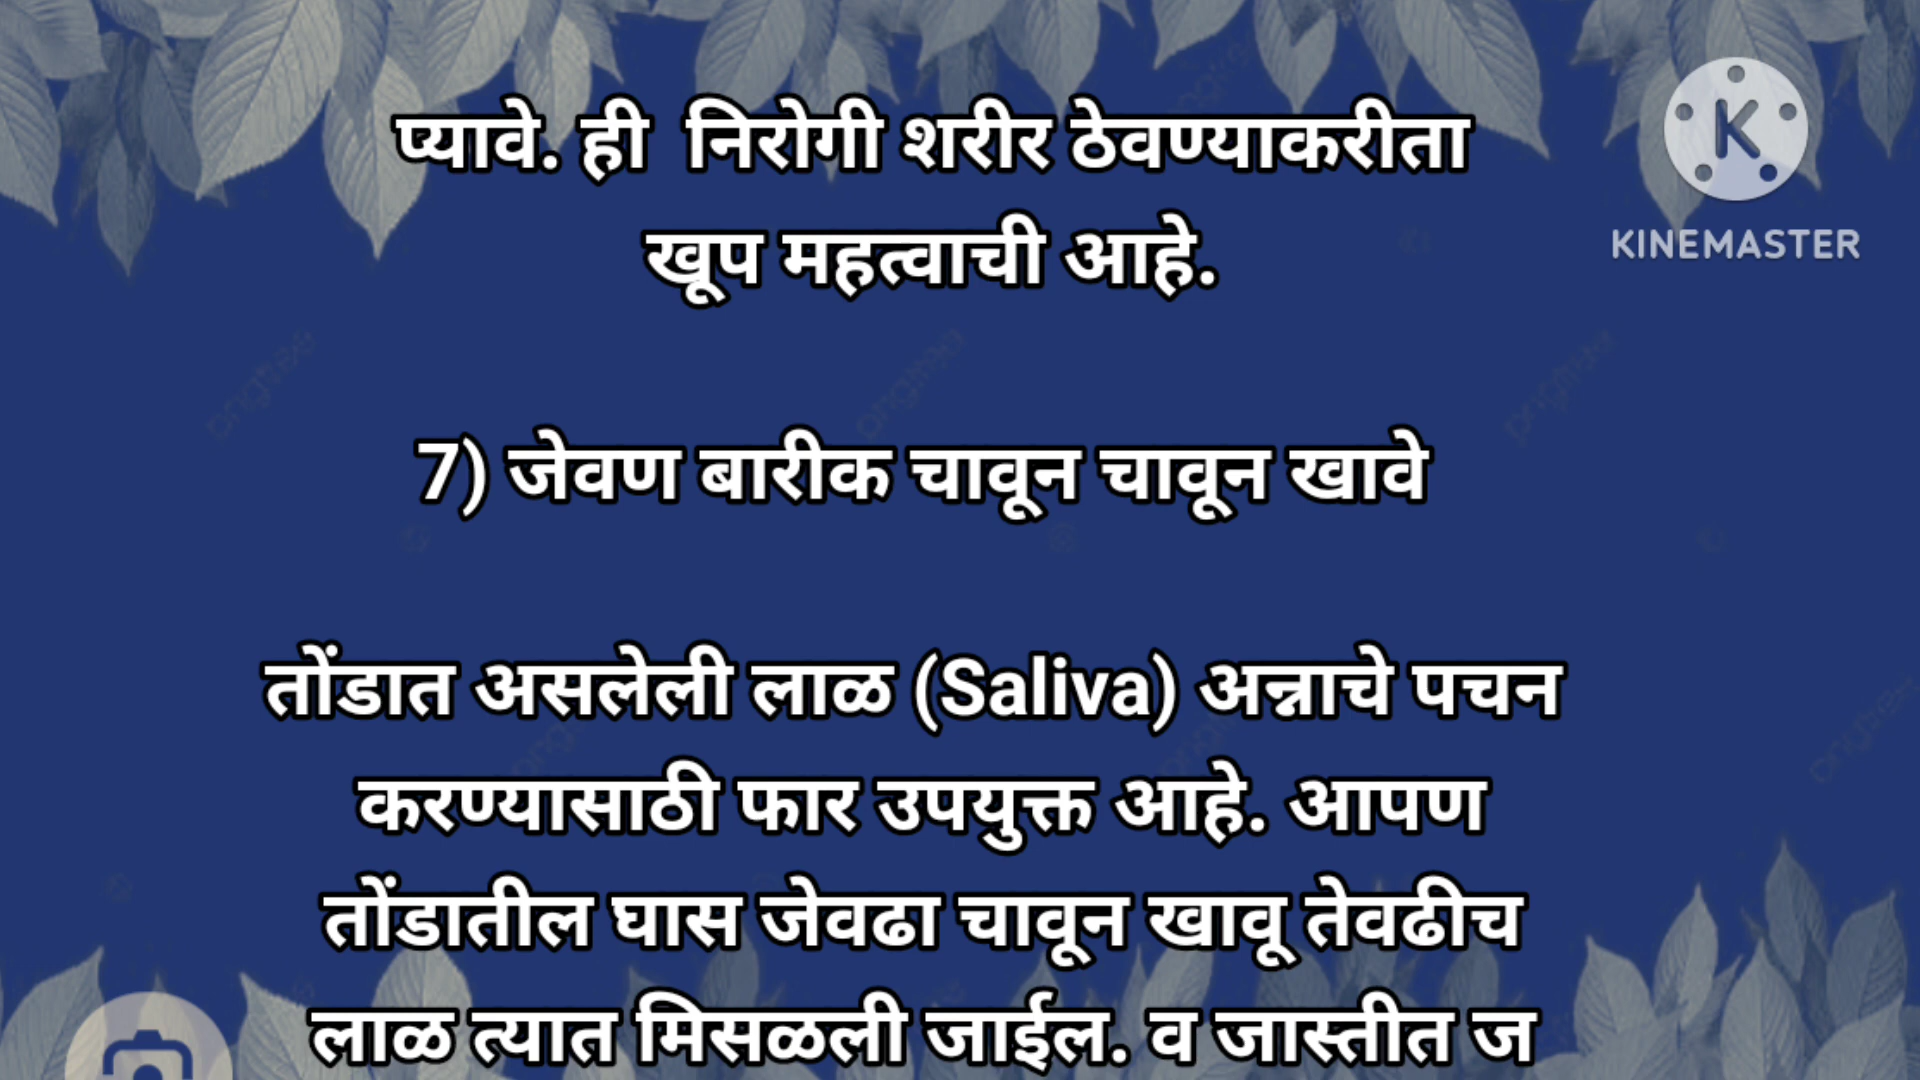 प्यावे. ही निरोगी शरीर ठेवण्याकरीता
खूप महत्वाची आहे.
KINEMASTER
7) जेवण बारीक चावून चावून खावे
तोंडात असलेली लाळ (Saliva) अन्नाचे पचन
करण्यासाठी फार उपयुक्त आहे. आपण
तोंडातील घास जेवढा चावून खावू तेवढीच
लाळ त्यात मिसळली जाईल. व जास्तीत ज